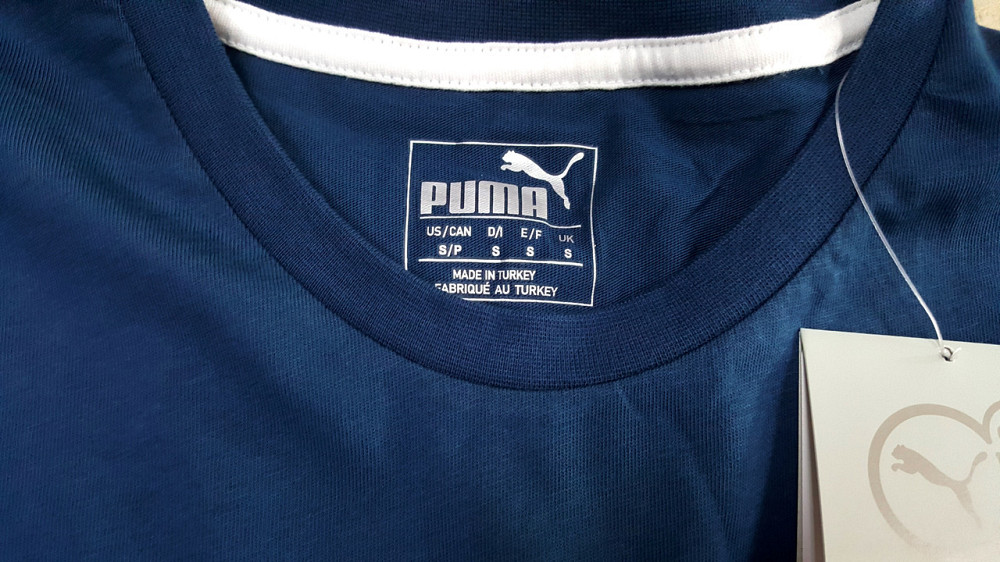 PUMA
US/CAN D/I E/F UK
S/P S S S
MADE IN TURKEY
FABRIQUÉ AU TURKEY